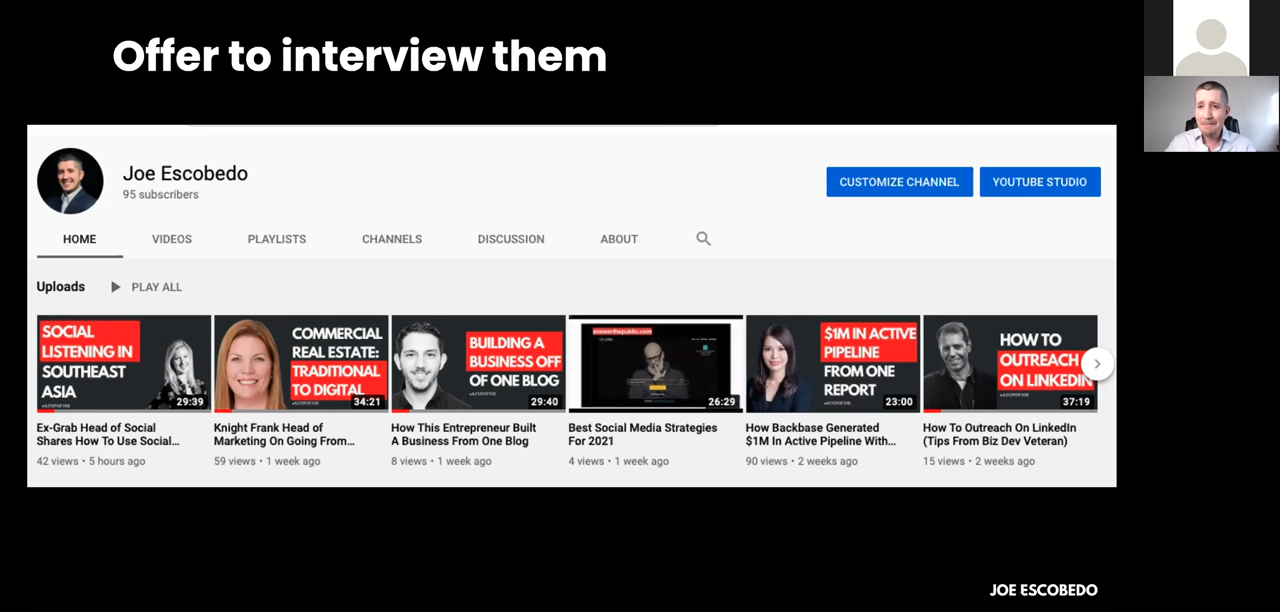 Offer to interview them
Joe Escobedo
95 subscribers
CUSTOMIZE CHANNEL
YOUTUBE STUDIO
HOME
VIDEOS
PLAYLISTS
CHANNELS
DISCUSSION
ABOUT
Uploads
PLAY ALL
SOCIAL
LISTENING IN
SOUTHEAST
ASIA
29:39
Ex-Grab Head of Social
Shares How To Use Social...
42 views • 5 hours ago
COMMERCIAL
REAL ESTATE:
TRADITIONAL
TO DIGITAL
34:21
Knight Frank Head of
Marketing On Going From...
59 views • 1 week ago
BUILDING A
BUSINESS OFF
OF ONE BLOG
29:40
How This Entrepreneur Built
A Business From One Blog
8 views • 1 week ago
answerthepublic.com
26:29
Best Social Media Strategies
For 2021
4 views • 1 week ago
$1M IN ACTIVE
PIPELINE
FROM ONE
REPORT
23:00
How Backbase Generated
$1M In Active Pipeline With...
90 views • 2 weeks ago
HOW TO
OUTREACH
ON LINKEDIN
37:19
How To Outreach On LinkedIn
(Tips From Biz Dev Veteran)
15 views • 2 weeks ago
JOE ESCOBEDO